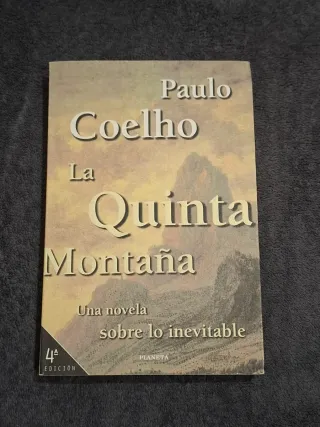 Paulo
Coelho
La
Quinta
Montaña
Una novela
sobre lo inevitable
4ª
EDICIÓN
PLANETA